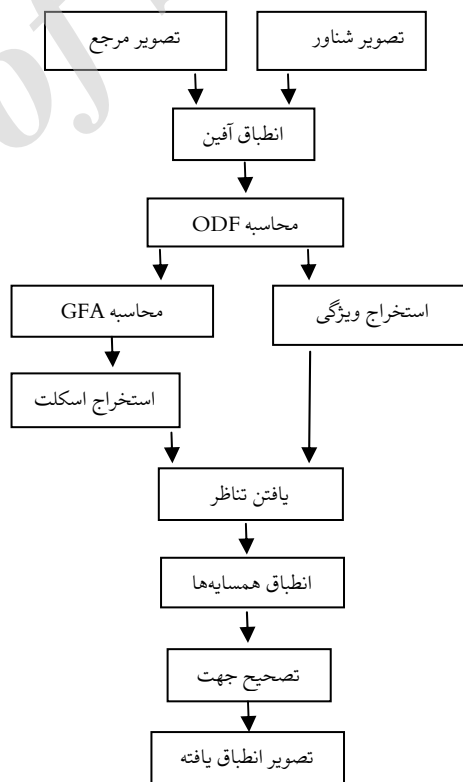 تصویر شناور
تصویر مرجع
انطباق آفین
محاسبه ODF
محاسبه GFA
استخراج ویژگی
استخراج اسکلت
یافتن تناظر
انطباق همسایه‌ها
تصحیح جهت
تصویر انطباق یافته
of